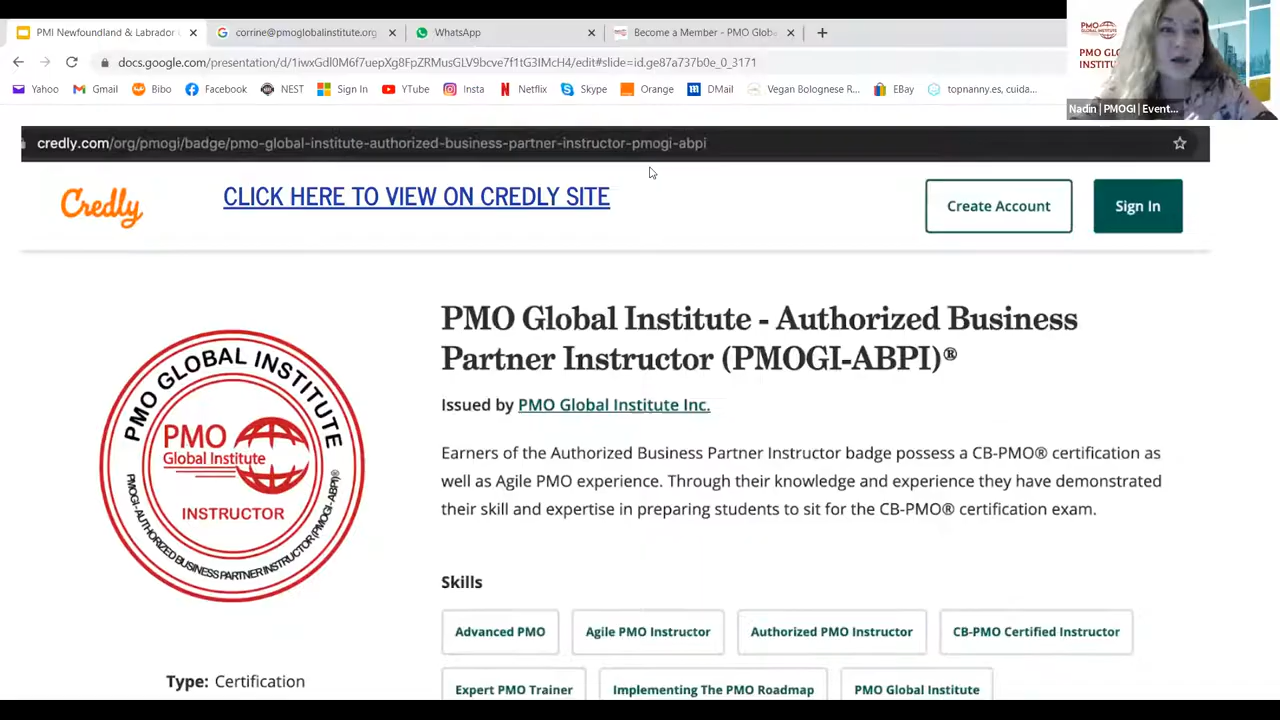 PMI Newfoundland & Labrador
corrine@pmoglobalinstitute.org
WhatsApp
Become a Member - PMO Globa
docs.google.com/presentation/d/1iwxGdl0M6f7uepXg8FpZRMusGLV9bcve7f1tG3IMcH4/edit#slide=id.ge87a737b0e_0_3171
Yahoo
Gmail
Bibo
Facebook
NEST
Sign In
YTube
Insta
Netflix
Skype
Orange
DMail
Vegan Bolognese R...
EBay
topnanny.es, cuida...
PMO
GLOBAL INSTITUTE
PMO GLO
INSTIT
Nadin | PMOGI | Event...
credly.com/org/pmogi/badge/pmo-global-institute-authorized-business-partner-instructor-pmogi-abpi
Credly
CLICK HERE TO VIEW ON CREDLY SITE
Create Account
Sign In
PMO Global Institute - Authorized Business
Partner Instructor (PMOGI-ABPI)®
Issued by PMO Global Institute Inc.
Earners of the Authorized Business Partner Instructor badge possess a CB-PMO® certification as
well as Agile PMO experience. Through their knowledge and experience they have demonstrated
their skill and expertise in preparing students to sit for the CB-PMO® certification exam.
PMO GLOBAL INSTITUTE
PMO
Global Institute
INSTRUCTOR
PMOGI - AUTHORIZED BUSINESS PARTNER INSTRUCTOR (PMOGI- ABPI)®
Skills
Advanced PMO
Agile PMO Instructor
Authorized PMO Instructor
CB-PMO Certified Instructor
Expert PMO Trainer
Implementing The PMO Roadmap
PMO Global Institute
Type: Certification